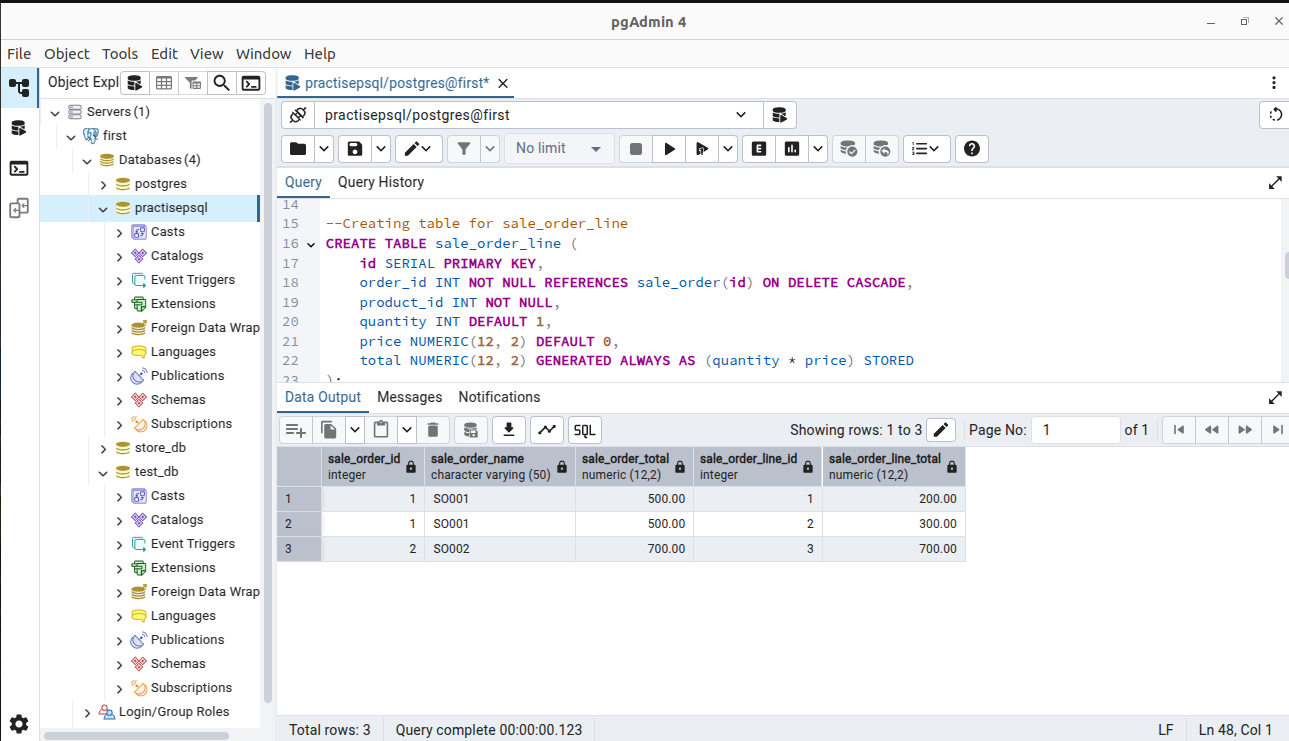 pgAdmin 4
File Object Tools Edit View Window Help
Object Expl
practisepsql/postgres@first*
Servers (1)
first
Databases (4)
postgres
practisepsql
Casts
Catalogs
Event Triggers
Extensions
Foreign Data Wrap
Languages
Publications
Schemas
Subscriptions
store_db
test_db
Casts
Catalogs
Event Triggers
Extensions
Foreign Data Wrap
Languages
Publications
Schemas
Subscriptions
Login/Group Roles
practisepsql/postgres@first
No limit
E
Query Query History
14
15 --Creating table for sale_order_line
16 CREATE TABLE sale_order_line (
17 id SERIAL PRIMARY KEY,
18 order_id INT NOT NULL REFERENCES sale_order(id) ON DELETE CASCADE,
19 product_id INT NOT NULL,
20 quantity INT DEFAULT 1,
21 price NUMERIC(12, 2) DEFAULT 0,
22 total NUMERIC(12, 2) GENERATED ALWAYS AS (quantity * price) STORED
23 );
Data Output Messages Notifications
SQL
Showing rows: 1 to 3 Page No: 1 of 1
sale_order_id sale_order_name sale_order_total sale_order_line_id sale_order_line_total
integer character varying (50) numeric (12,2) integer numeric (12,2)
1 1 SO001 500.00 1 200.00
2 1 SO001 500.00 2 300.00
3 2 SO002 700.00 3 700.00
Total rows: 3 Query complete 00:00:00.123 LF Ln 48, Col 1